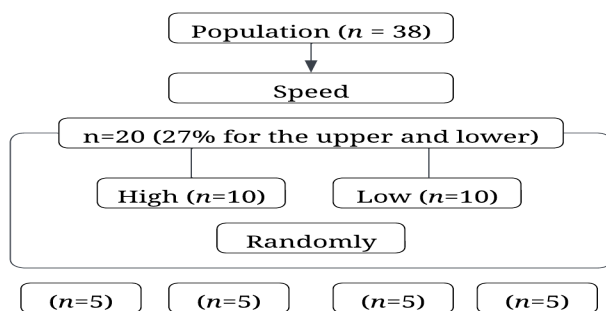 Population (n = 38)
Speed
n=20 (27% for the upper and lower)
High (n=10) Low (n=10)
Randomly
(n=5) (n=5) (n=5) (n=5)